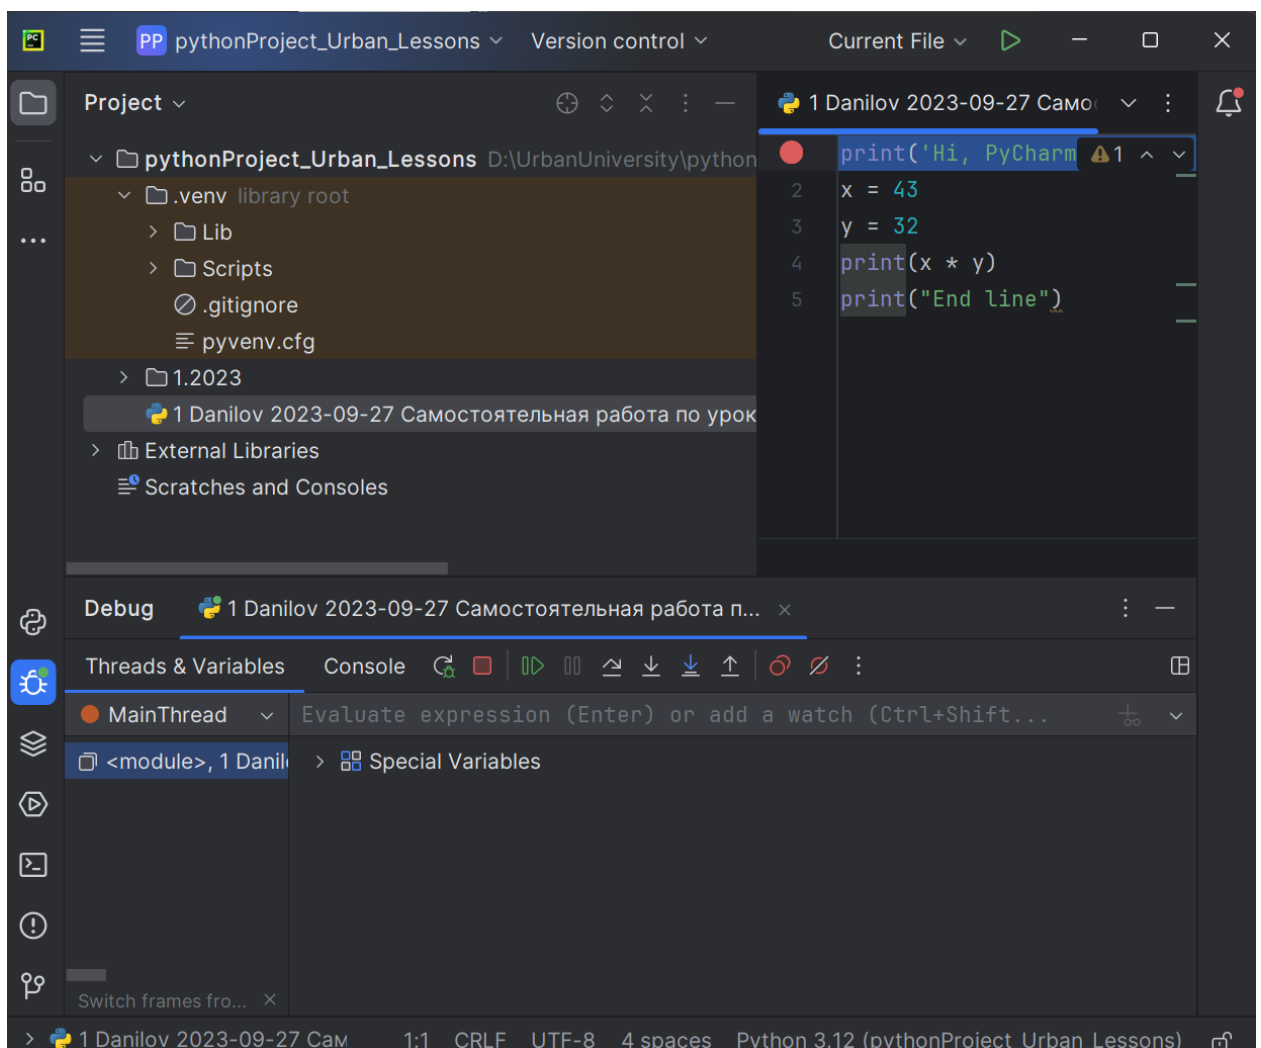 PC
PP pythonProject_Urban_Lessons Version control Current File
Project
1 Danilov 2023-09-27 Само
pythonProject_Urban_Lessons D:\UrbanUniversity\python
.venv library root
Lib
Scripts
.gitignore
pyvenv.cfg
1.2023
1 Danilov 2023-09-27 Самостоятельная работа по урок
External Libraries
Scratches and Consoles
print('Hi, PyCharm 1
2 x = 43
3 y = 32
4 print(x * y)
5 print("End line")
Debug 1 Danilov 2023-09-27 Самостоятельная работа п...
Threads & Variables Console
MainThread Evaluate expression (Enter) or add a watch (Ctrl+Shift...
<module>, 1 Danil Special Variables
Switch frames fro...
1 Danilov 2023-09-27 Сам 1:1 CRLF UTF-8 4 spaces Python 3.12 (pythonProject_Urban_Lessons)